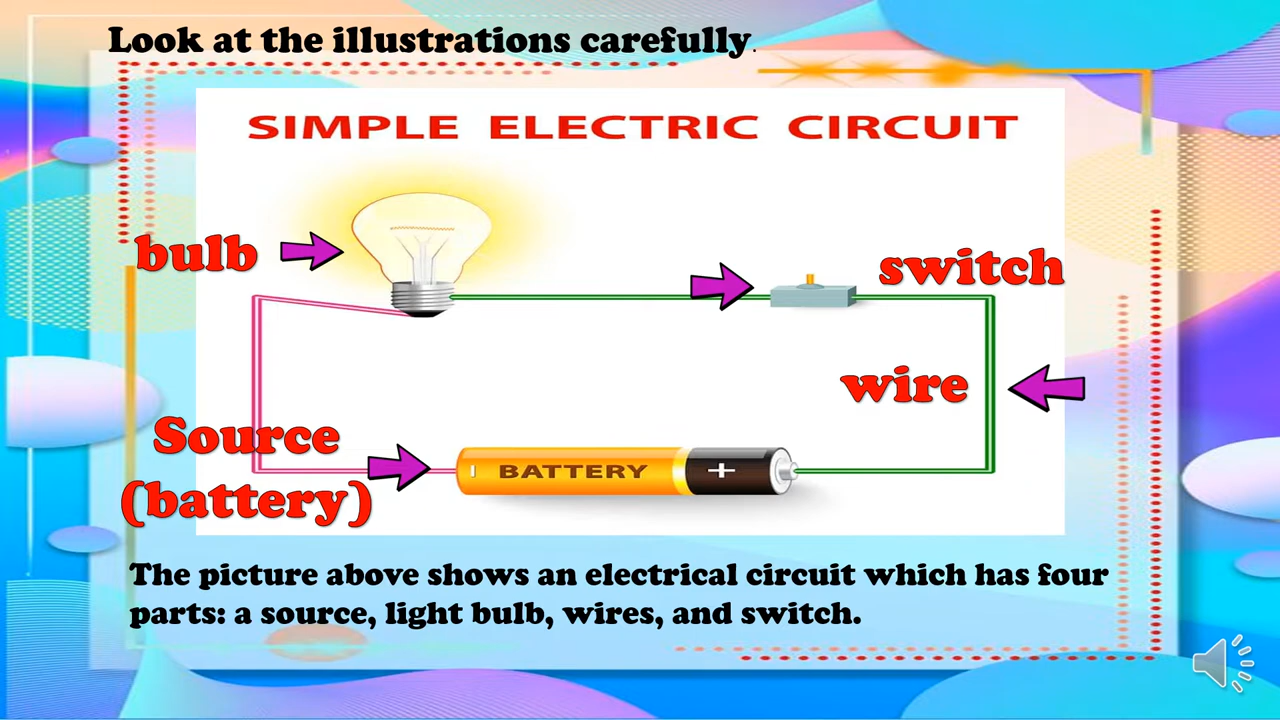 Look at the illustrations carefully.
SIMPLE ELECTRIC CIRCUIT
bulb
switch
wire
Source
(battery)
BATTERY +
The picture above shows an electrical circuit which has four
parts: a source, light bulb, wires, and switch.